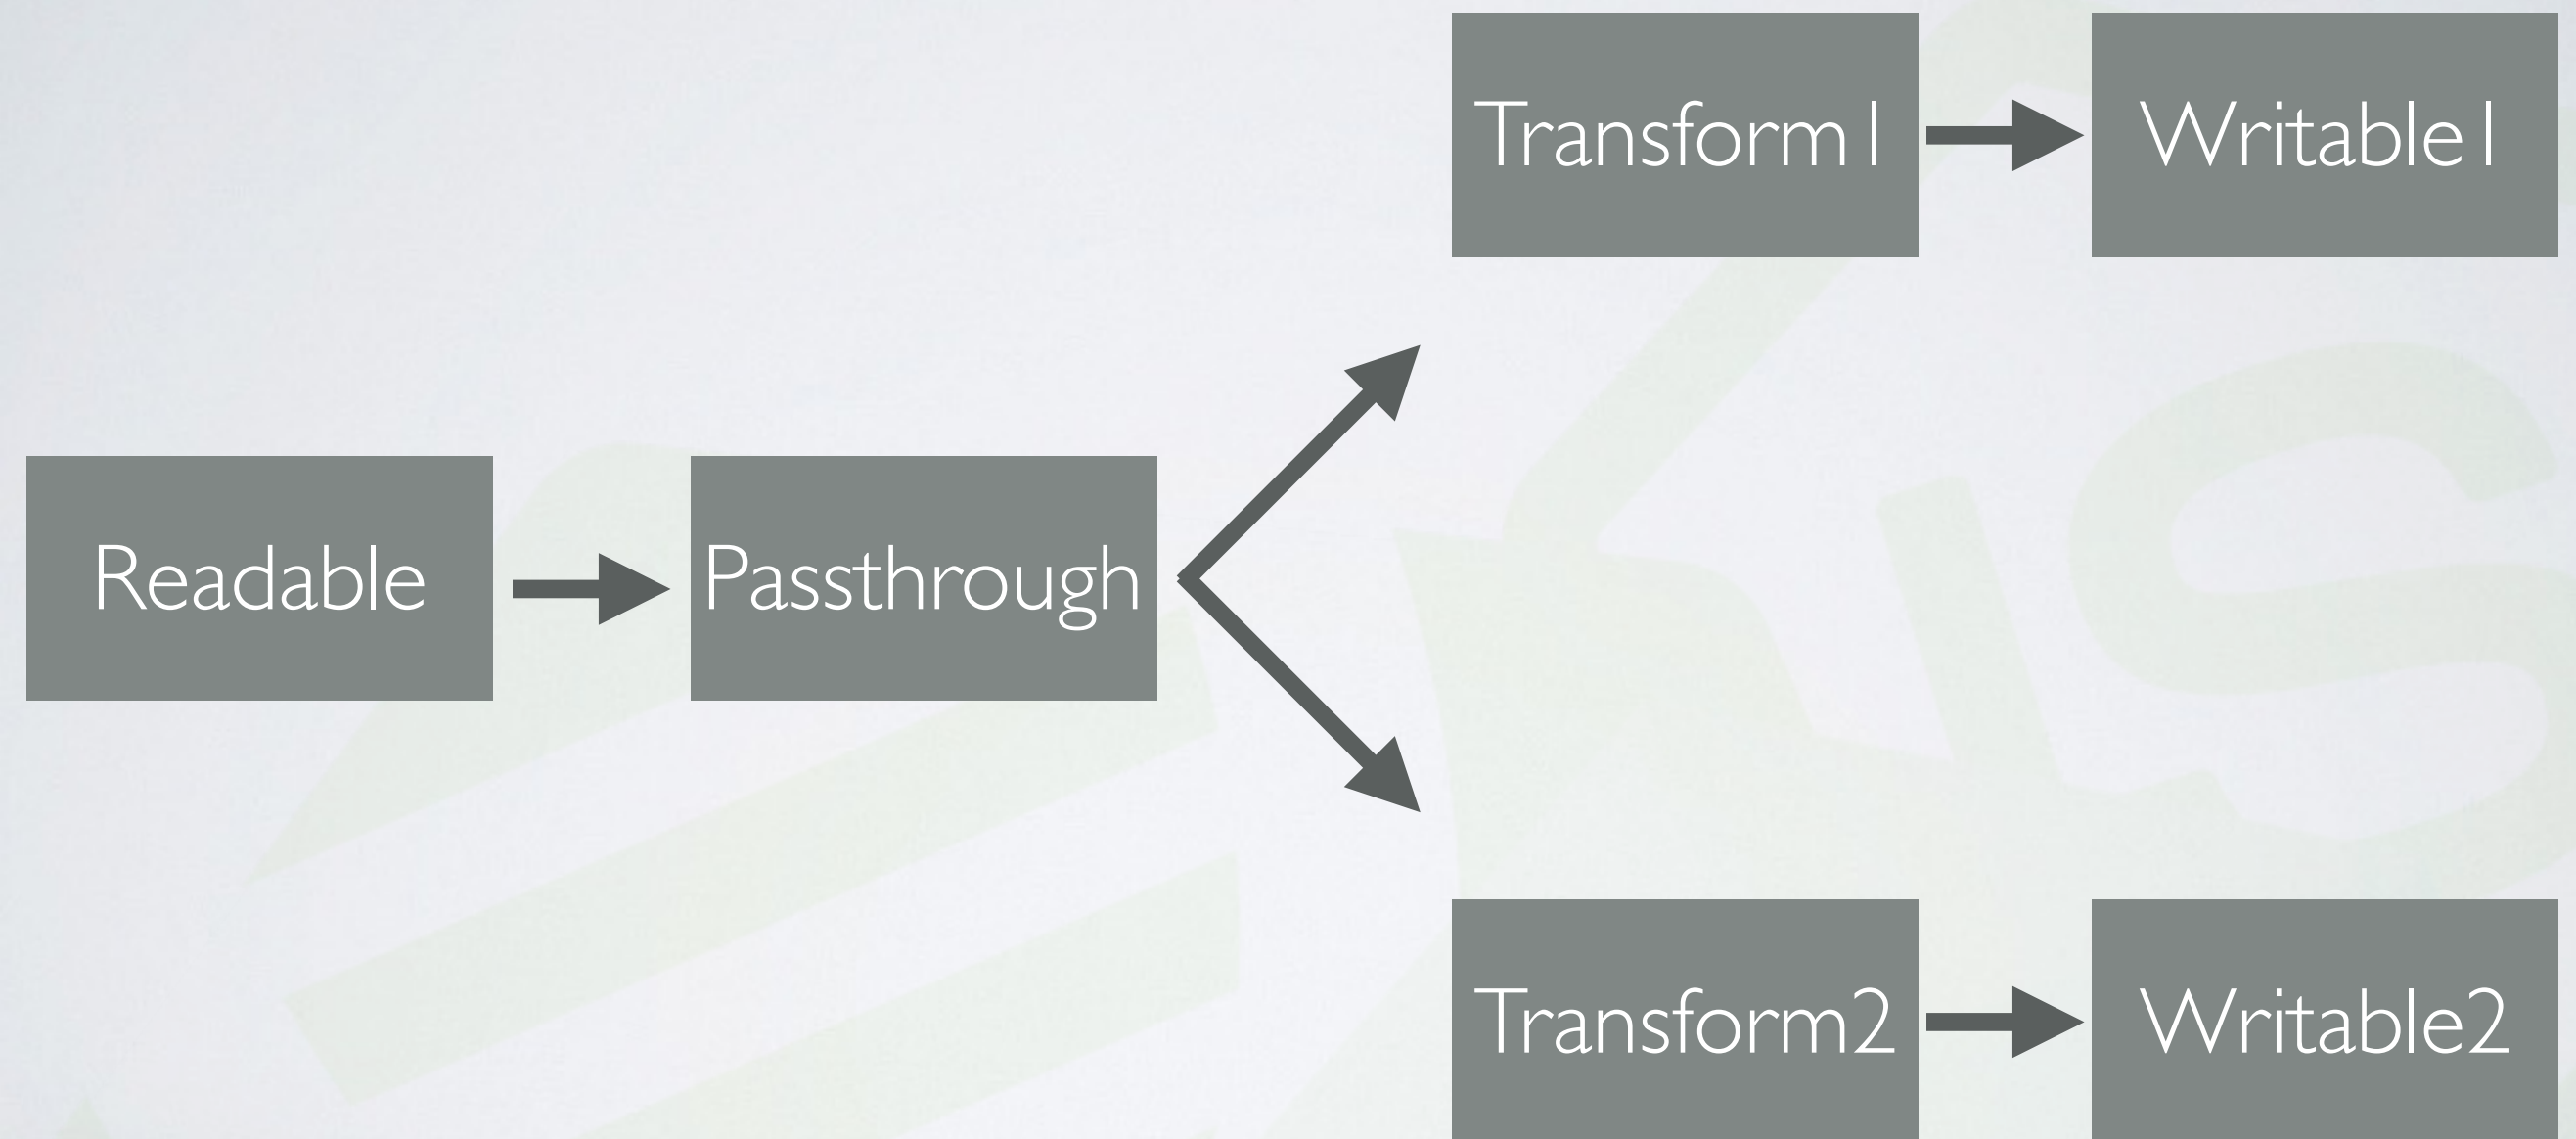 Transform1
Writable1
Readable
Passthrough
Transform2
Writable2